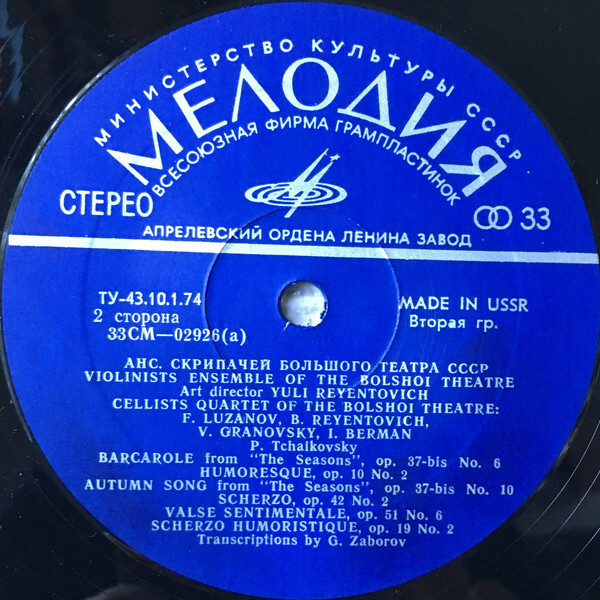 МИНИСТЕРСТВО КУЛЬТУРЫ СССР
МЕЛОДИЯ
ВСЕСОЮЗНАЯ ФИРМА ГРАМПЛАСТИНОК
СТЕРЕО
33
АПРЕЛЕВСКИЙ ОРДЕНА ЛЕНИНА ЗАВОД
ТУ-43.10.1.74
MADE IN USSR
2 сторона
Вторая гр.
33СМ—02926(а)
АНС. СКРИПАЧЕЙ БОЛЬШОГО ТЕАТРА СССР
VIOLINISTS ENSEMBLE OF THE BOLSHOI THEATRE
Art director YULI REYENTOVICH
CELLISTS QUARTET OF THE BOLSHOI THEATRE:
F. LUZANOV, B. REYENTOVICH,
V. GRANOVSKY, I. BERMAN
P. Tchaikovsky
BARCAROLE from "The Seasons", op. 37-bis No. 6
HUMORESQUE, op. 10 No. 2
AUTUMN SONG from "The Seasons", op. 37-bis No. 10
SCHERZO, op. 42 No. 2
VALSE SENTIMENTALE, op. 51 No. 6
SCHERZO HUMORISTIQUE, op. 19 No. 2
Transcriptions by G. Zaborov